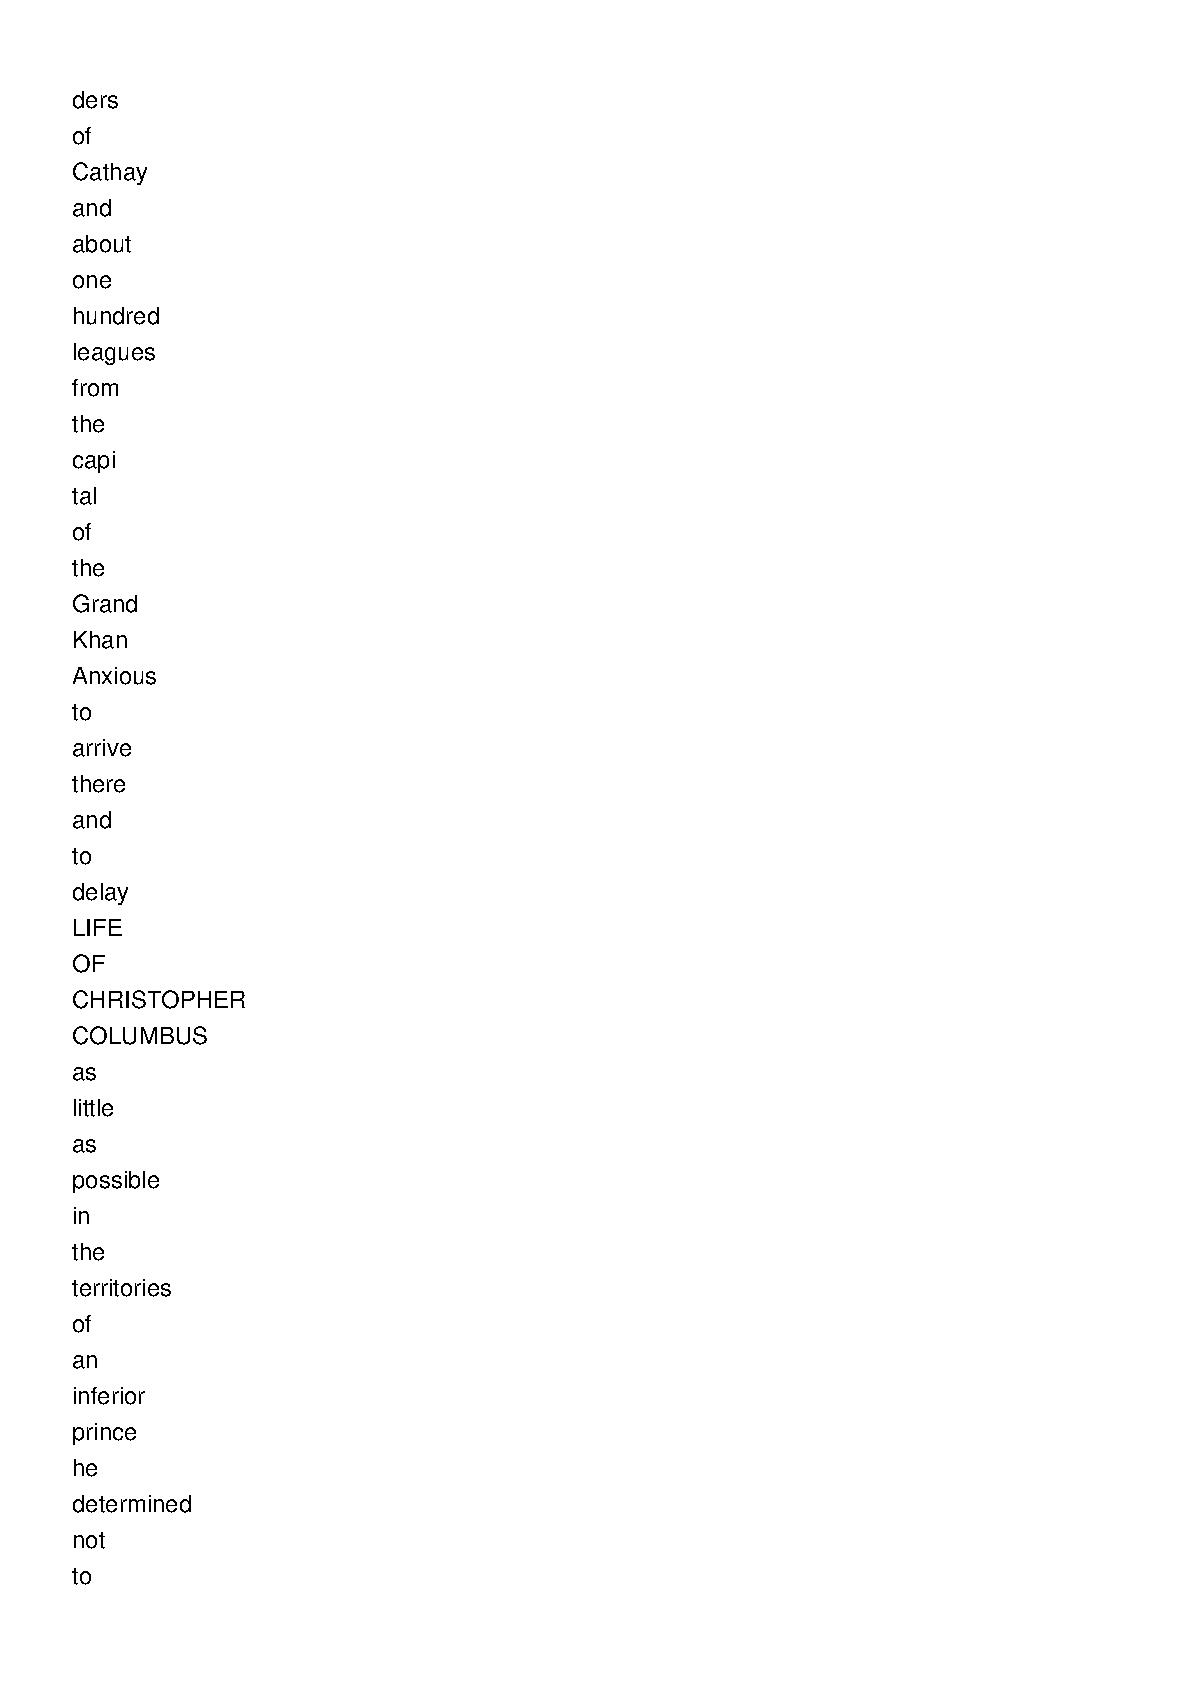 ders
of
Cathay
and
about
one
hundred
leagues
from
the
capi
tal
of
the
Grand
Khan
Anxious
to
arrive
there
and
to
delay
LIFE
OF
CHRISTOPHER
COLUMBUS
as
little
as
possible
in
the
territories
of
an
inferior
prince
he
determined
not
to